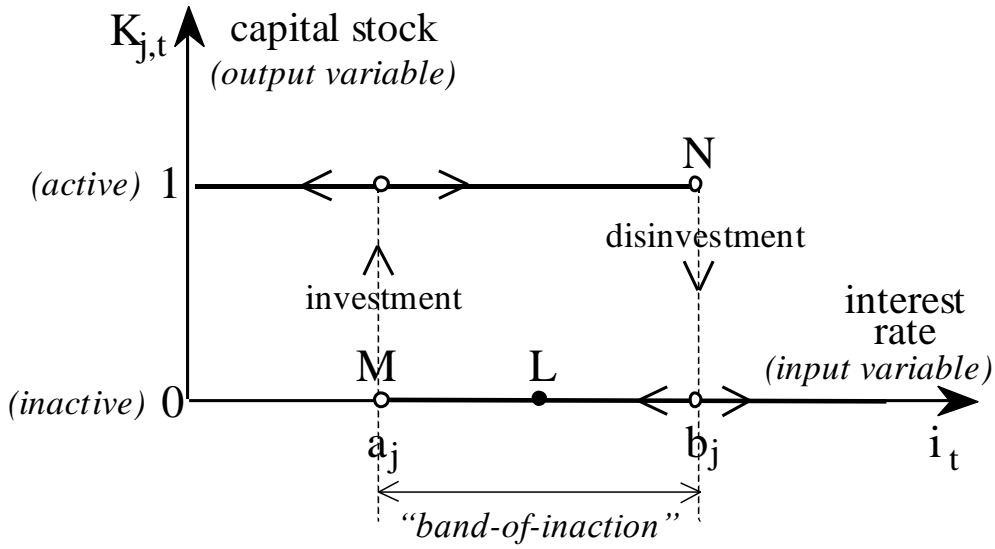 K_{j,t} capital stock
(output variable)
N
(active) 1
disinvestment
investment
interest
rate
(input variable)
M L
(inactive) 0
a_j b_j i_t
“band-of-inaction”